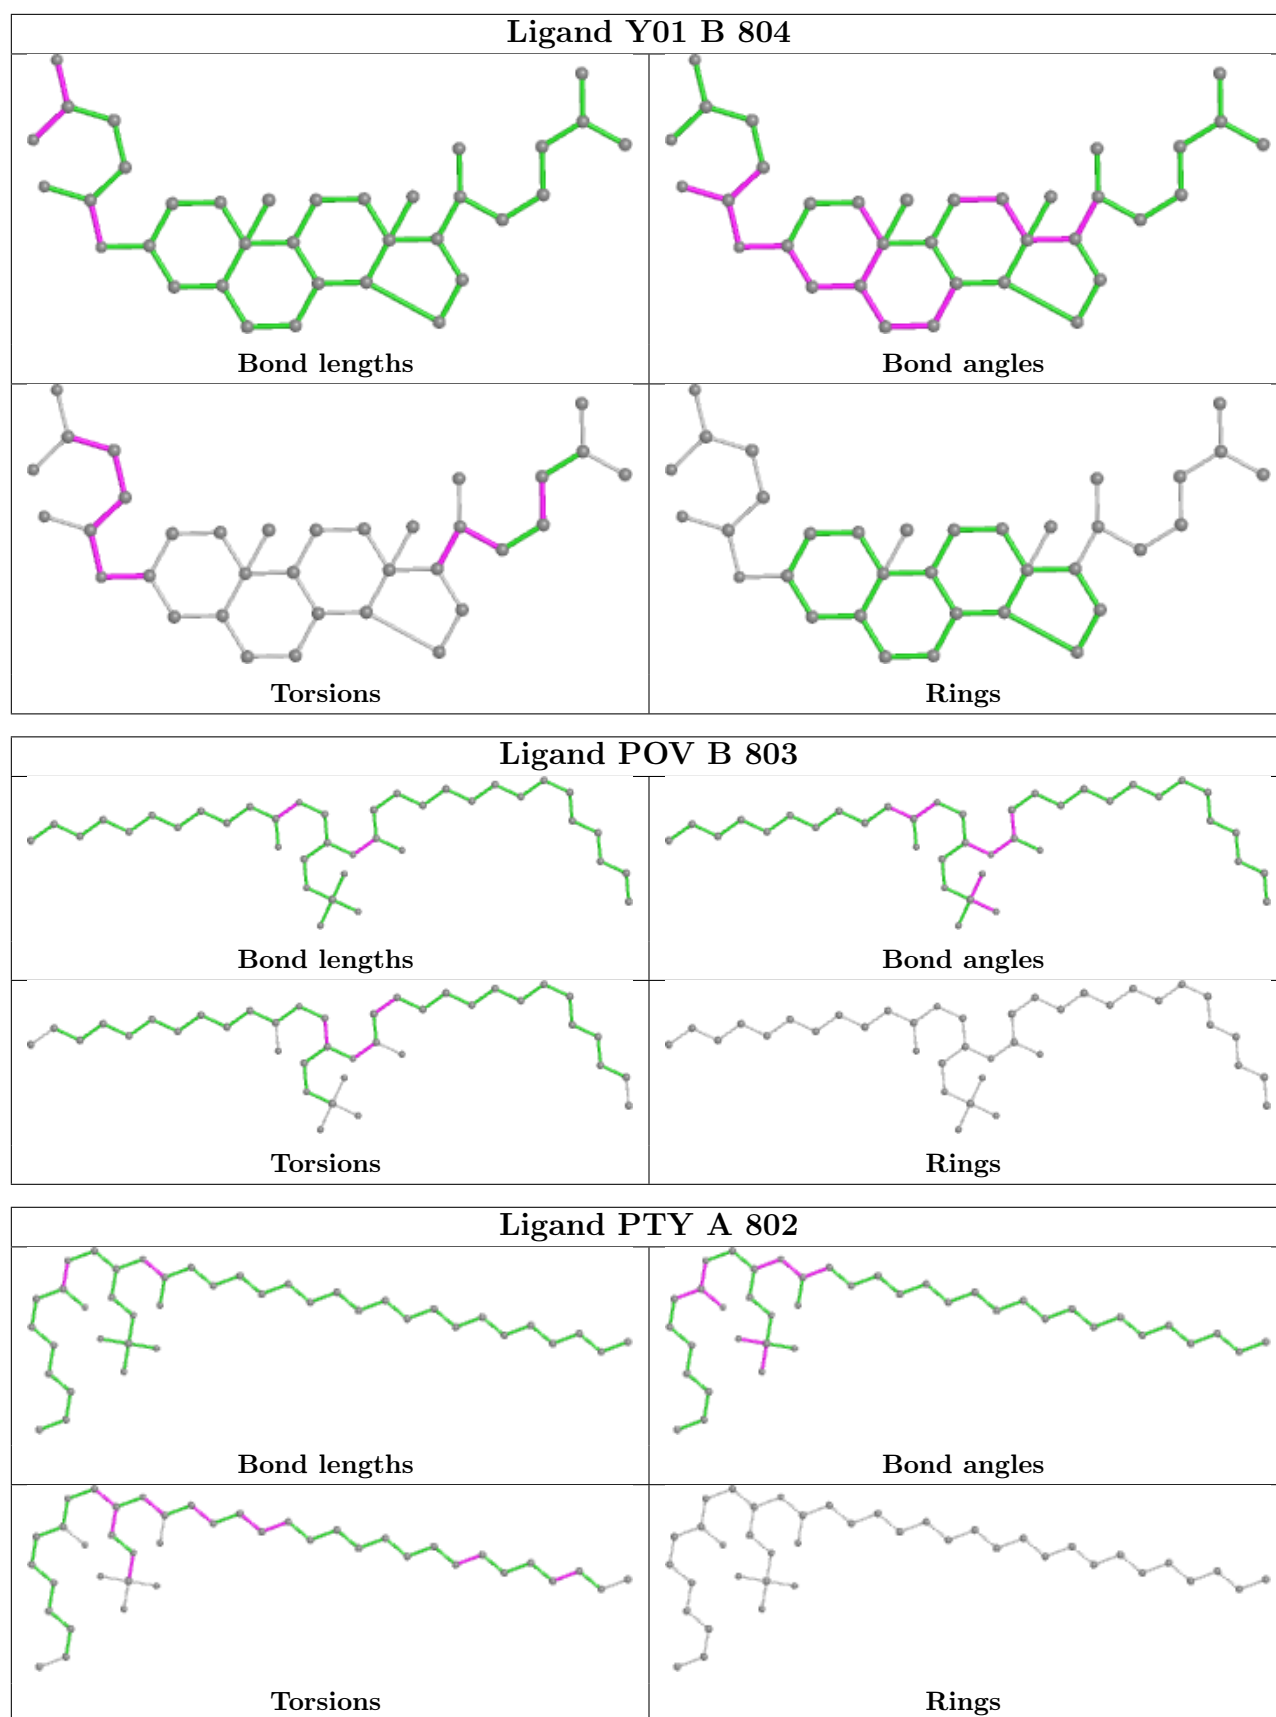 Ligand Y01 B 804
Bond lengths
Bond angles
Torsions
Rings
Ligand POV B 803
Bond lengths
Bond angles
Torsions
Rings
Ligand PTY A 802
Bond lengths
Bond angles
Torsions
Rings